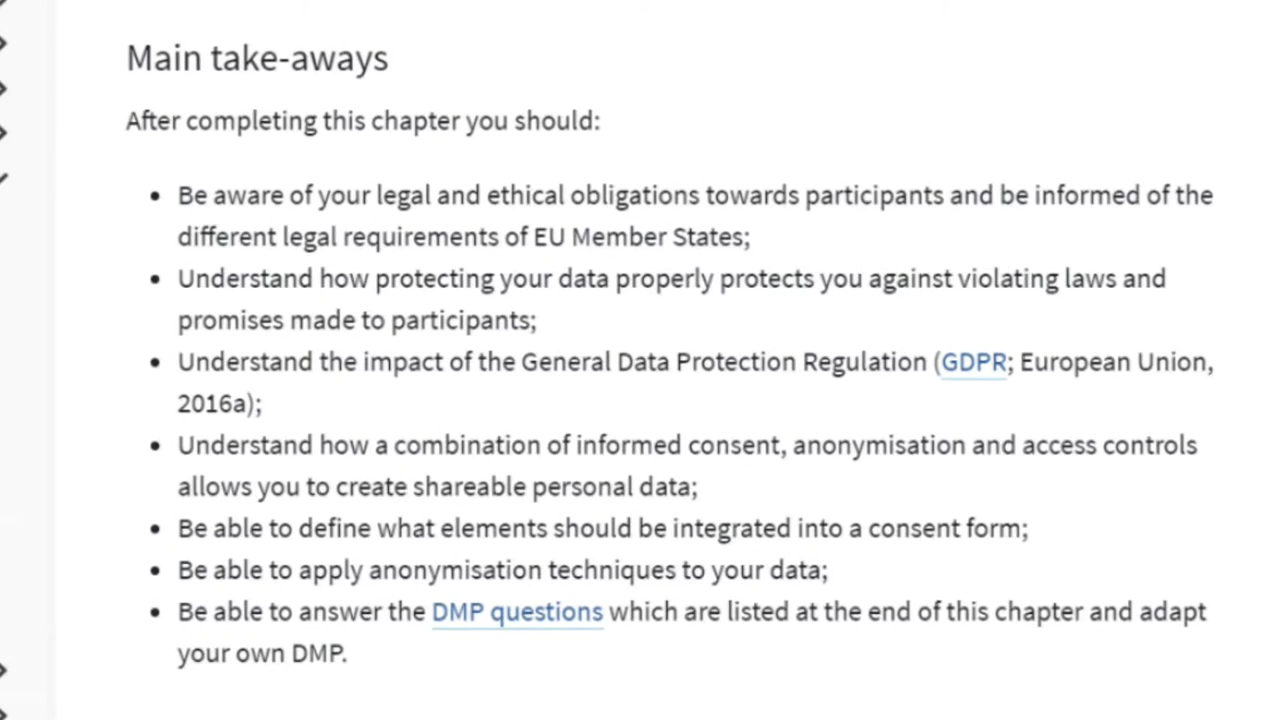 Main take-aways
After completing this chapter you should:
• Be aware of your legal and ethical obligations towards participants and be informed of the
different legal requirements of EU Member States;
• Understand how protecting your data properly protects you against violating laws and
promises made to participants;
• Understand the impact of the General Data Protection Regulation (GDPR; European Union,
2016a);
• Understand how a combination of informed consent, anonymisation and access controls
allows you to create shareable personal data;
• Be able to define what elements should be integrated into a consent form;
• Be able to apply anonymisation techniques to your data;
• Be able to answer the DMP questions which are listed at the end of this chapter and adapt
your own DMP.